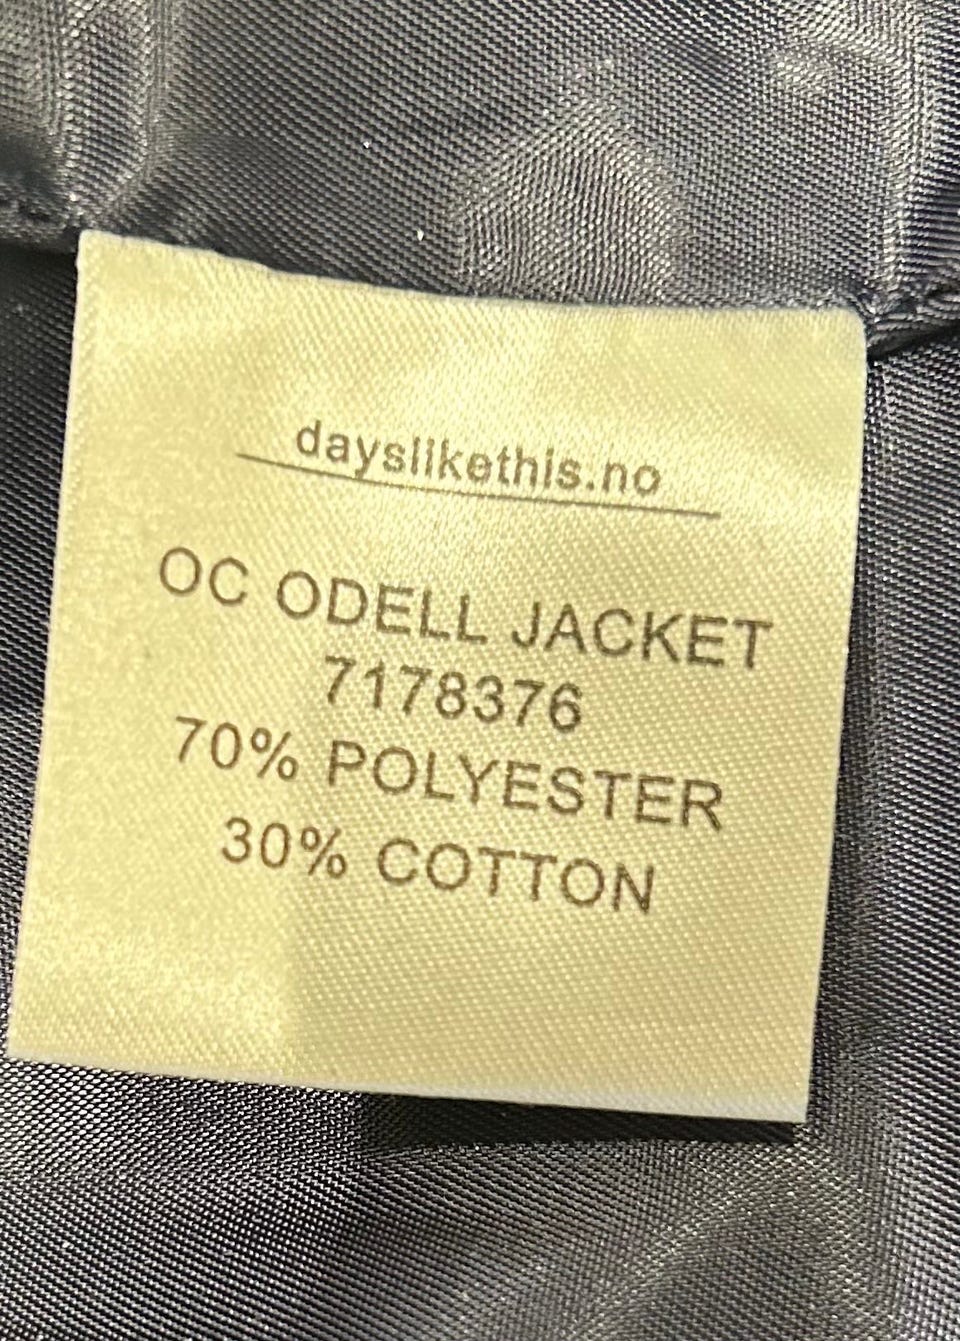 dayslikethis.no
OC ODELL JACKET
7178376
70% POLYESTER
30% COTTON